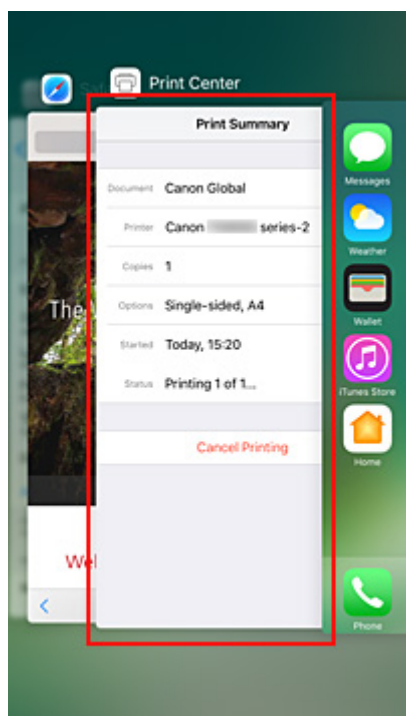 Print Center
Print Summary
Document Canon Global
Printer Canon series-2
Copies 1
Options Single-sided, A4
Started Today, 15:20
Status Printing 1 of 1...
Cancel Printing
The
Wel
Messages
Weather
Wallet
iTunes Store
Home
Phone